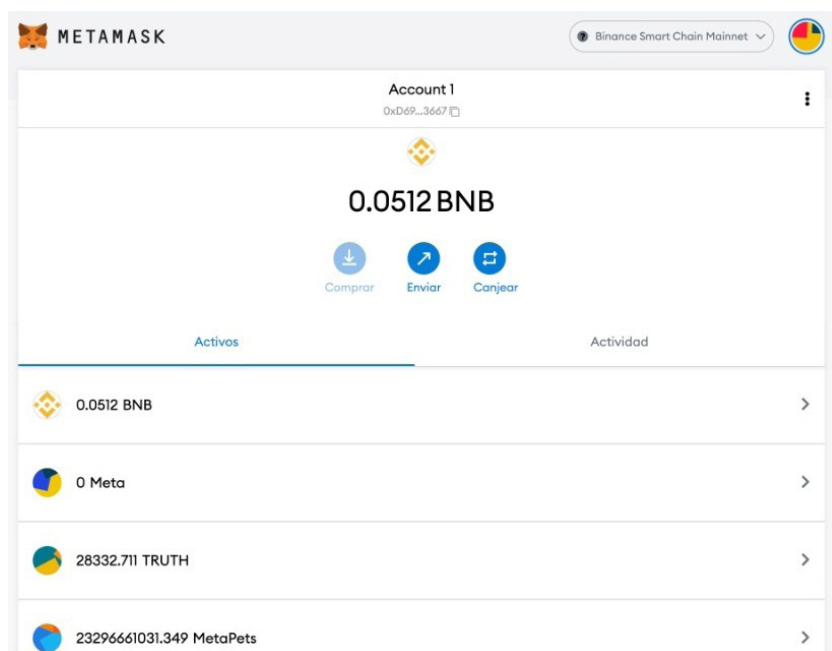 METAMASK
Binance Smart Chain Mainnet
Account 1
0xD69...3667
0.0512 BNB
Comprar Enviar Canjear
Activos Actividad
0.0512 BNB
0 Meta
28332.711 TRUTH
23296661031.349 MetaPets